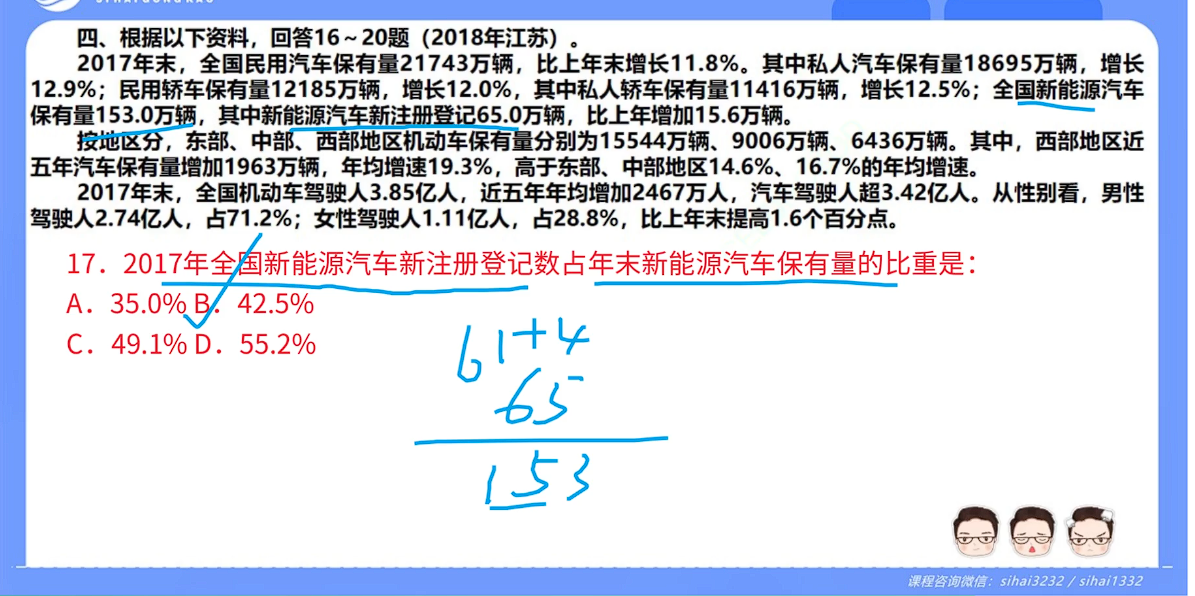 SIHAI GONG KAO
四、根据以下资料，回答16～20题（2018年江苏）。
2017年末，全国民用汽车保有量21743万辆，比上年末增长11.8%。其中私人汽车保有量18695万辆，增长
12.9%；民用轿车保有量12185万辆，增长12.0%，其中私人轿车保有量11416万辆，增长12.5%；全国新能源汽车
保有量153.0万辆，其中新能源汽车新注册登记65.0万辆，比上年增加15.6万辆。
按地区分，东部、中部、西部地区机动车保有量分别为15544万辆、9006万辆、6436万辆。其中，西部地区近
五年汽车保有量增加1963万辆，年均增速19.3%，高于东部、中部地区14.6%、16.7%的年均增速。
2017年末，全国机动车驾驶人3.85亿人，近五年年均增加2467万人，汽车驾驶人超3.42亿人。从性别看，男性
驾驶人2.74亿人，占71.2%；女性驾驶人1.11亿人，占28.8%，比上年末提高1.6个百分点。
17．2017年全国新能源汽车新注册登记数占年末新能源汽车保有量的比重是：
A．35.0% B．42.5%
C．49.1% D．55.2%
61+4
65
153
课程咨询微信：sihai3232 / sihai1332